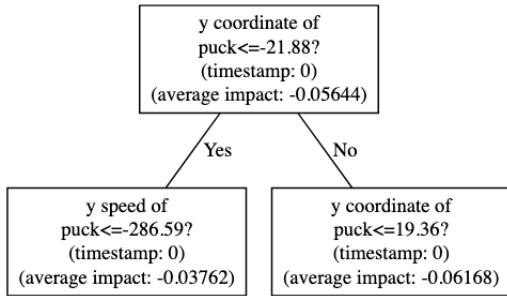 y coordinate of
puck<=-21.88?
(timestamp: 0)
(average impact: -0.05644)
Yes
No
y speed of
puck<=-286.59?
(timestamp: 0)
(average impact: -0.03762)
y coordinate of
puck<=19.36?
(timestamp: 0)
(average impact: -0.06168)